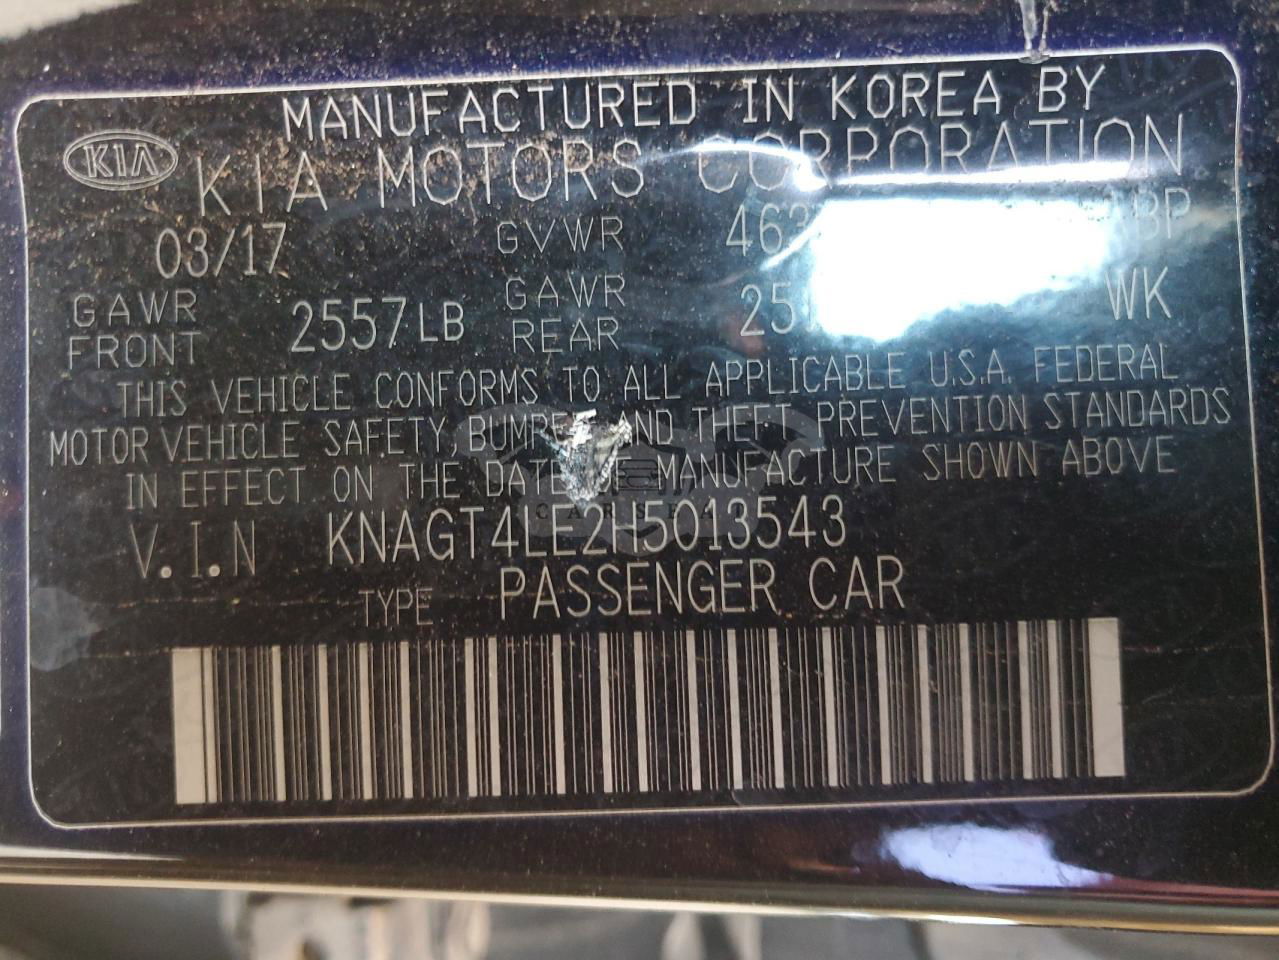 MANUFACTURED IN KOREA BY
KIA
KIA MOTORS CORPORATION
03/17 GVWR
GAWR FRONT 2557LB GAWR REAR WK
THIS VEHICLE CONFORMS TO ALL APPLICABLE U.S.A. FEDERAL
MOTOR VEHICLE SAFETY, BUMPER AND THEFT PREVENTION STANDARDS
IN EFFECT ON THE DATE OF MANUFACTURE SHOWN ABOVE
V.I.N KNAGT4LE2H5013543
TYPE PASSENGER CAR